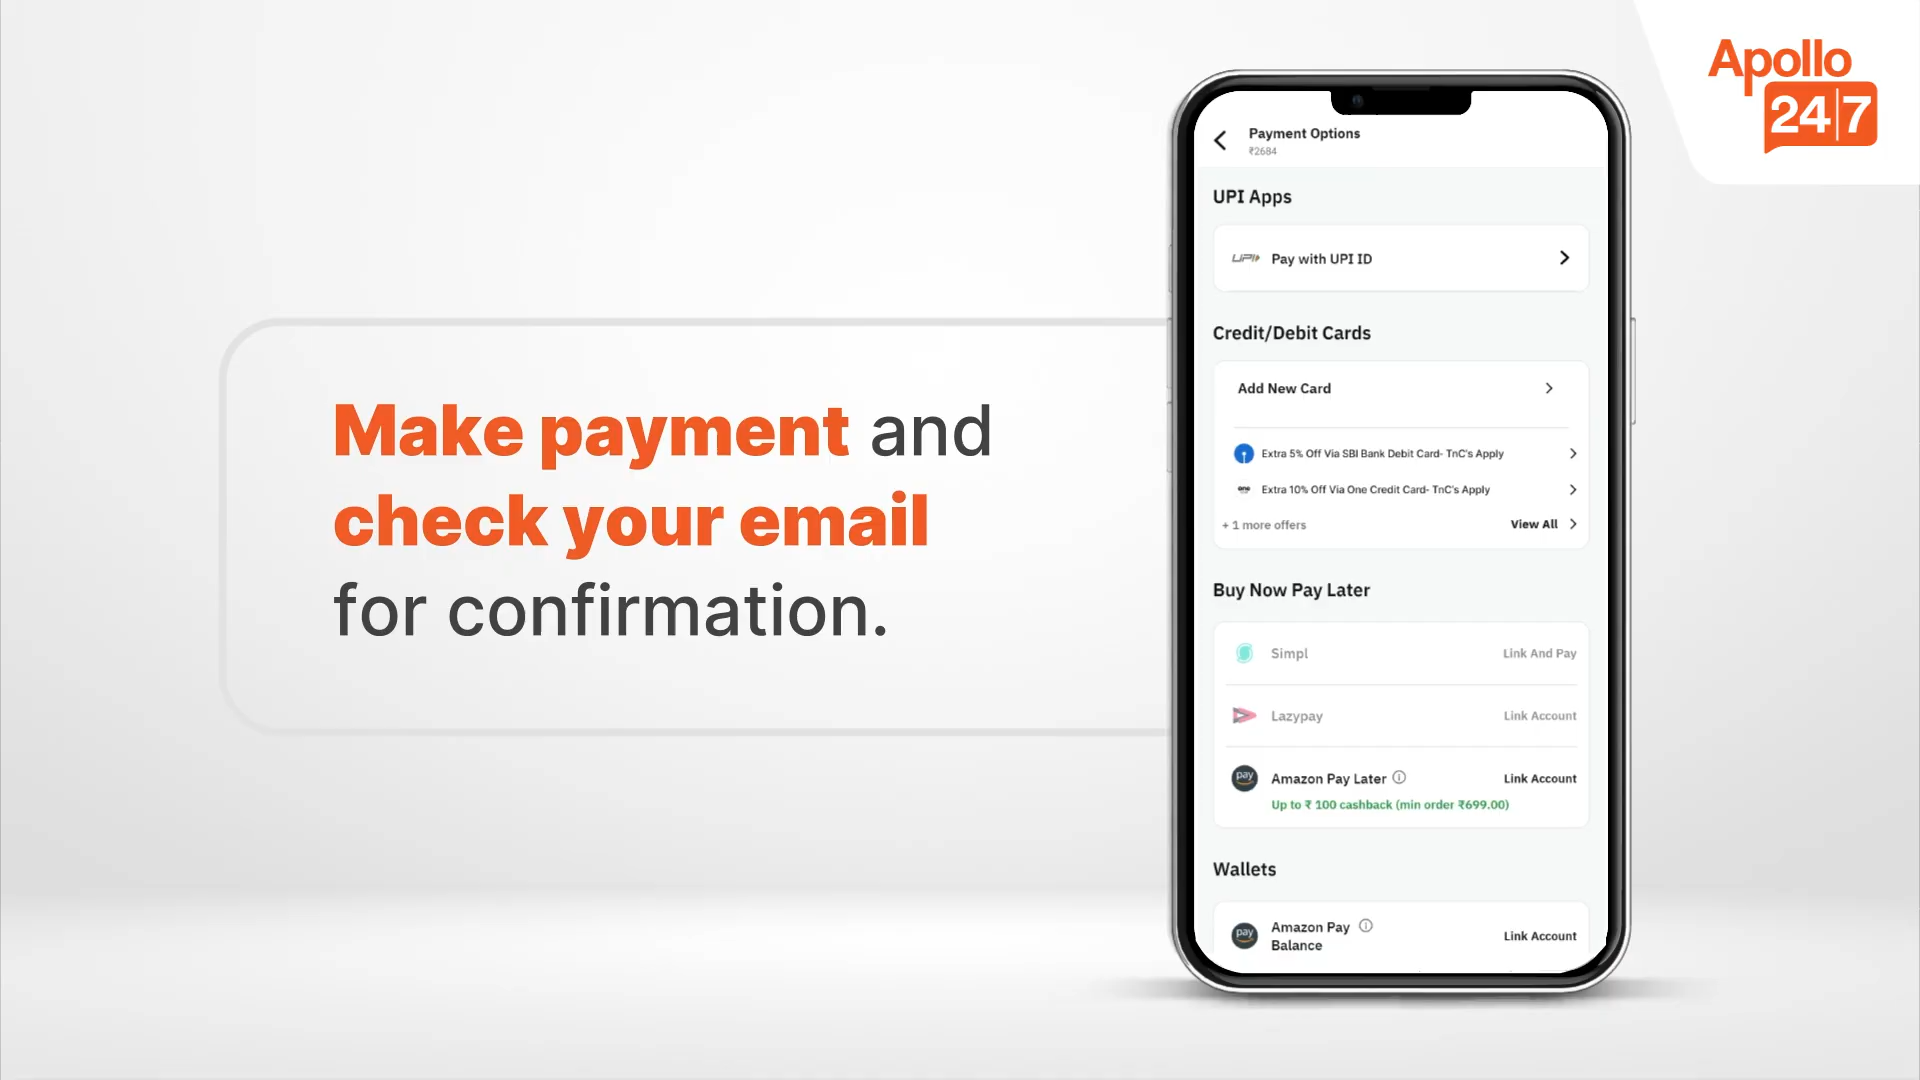 Apollo
24|7
Make payment and
check your email
for confirmation.
Payment Options
₹2684
UPI Apps
UPI Pay with UPI ID
Credit/Debit Cards
Add New Card
Extra 5% Off Via SBI Bank Debit Card- TnC's Apply
one Extra 10% Off Via One Credit Card- TnC's Apply
+ 1 more offers View All
Buy Now Pay Later
Simpl Link And Pay
Lazypay Link Account
pay Amazon Pay Later Link Account
Up to ₹ 100 cashback (min order ₹699.00)
Wallets
pay Amazon Pay Link Account
Balance